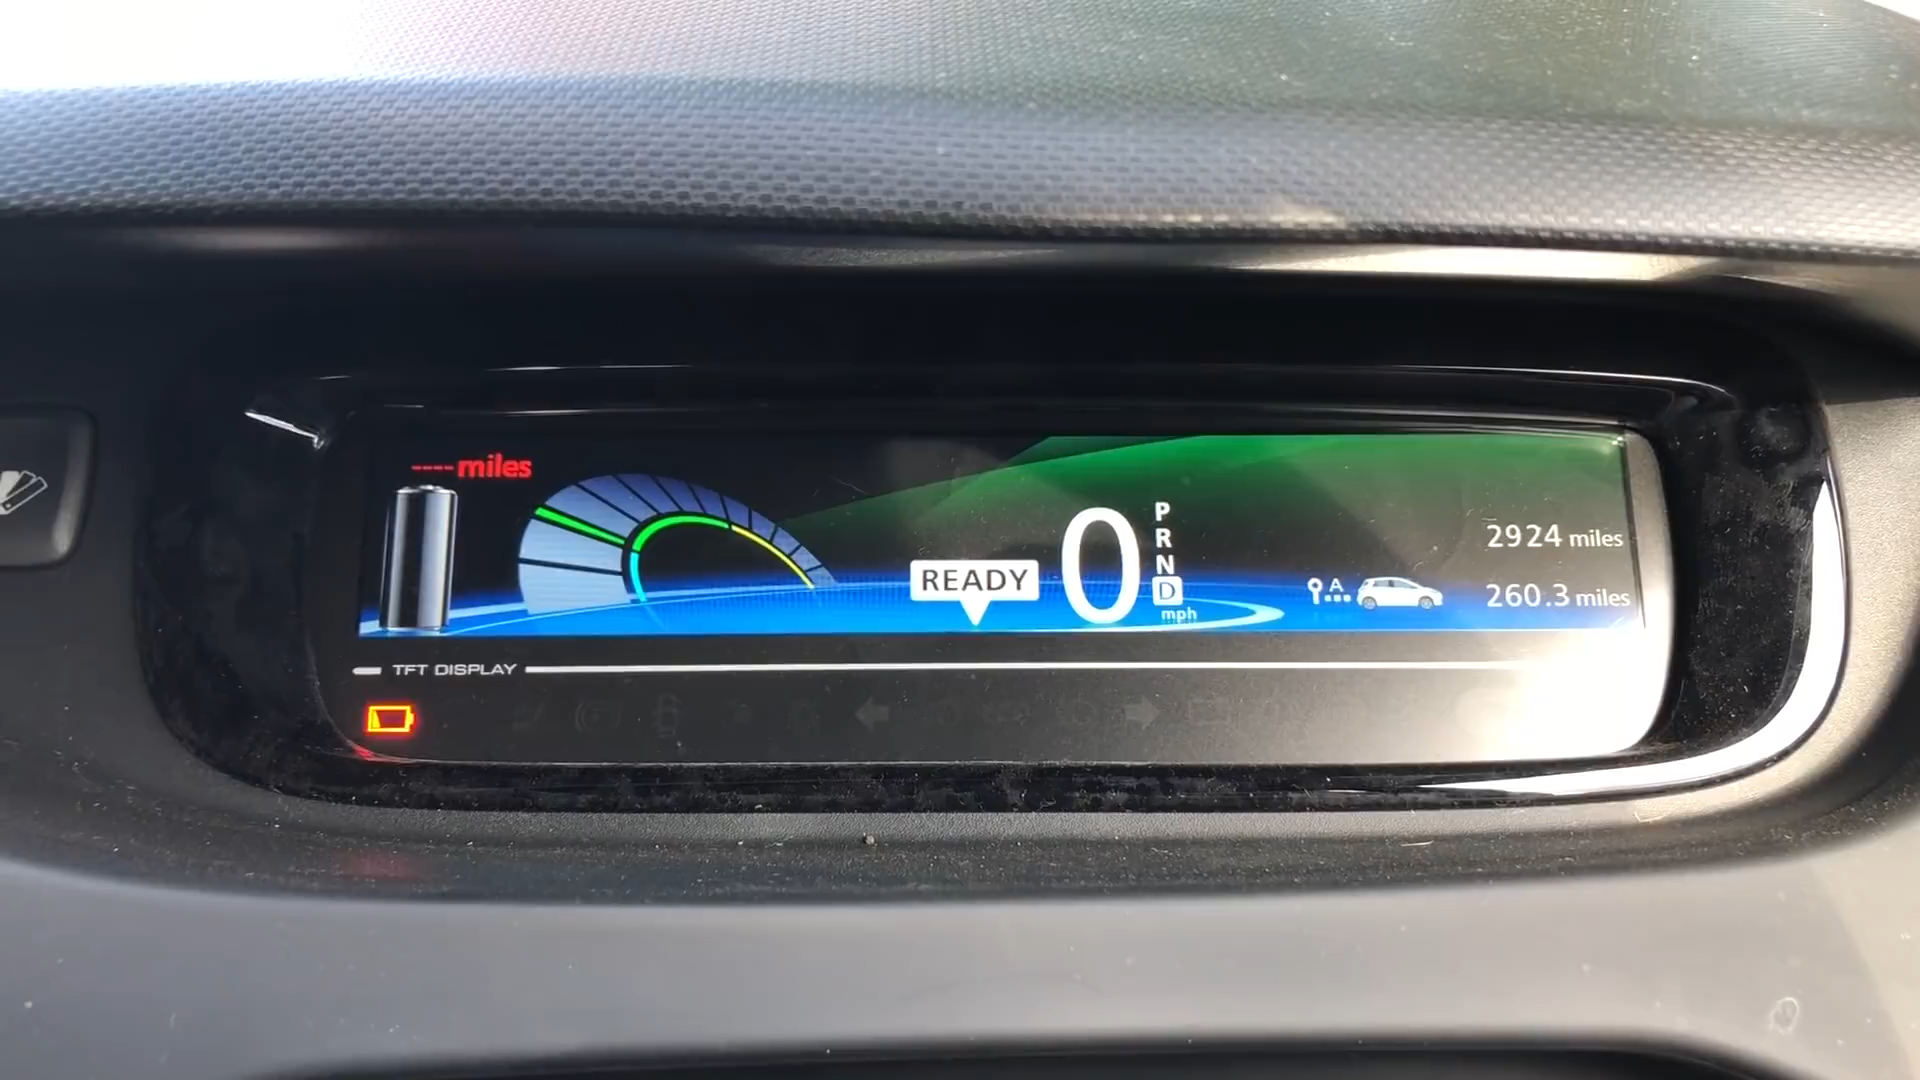 ----miles
READY
0
P
R
N
D
mph
A
2924 miles
260.3 miles
TFT DISPLAY